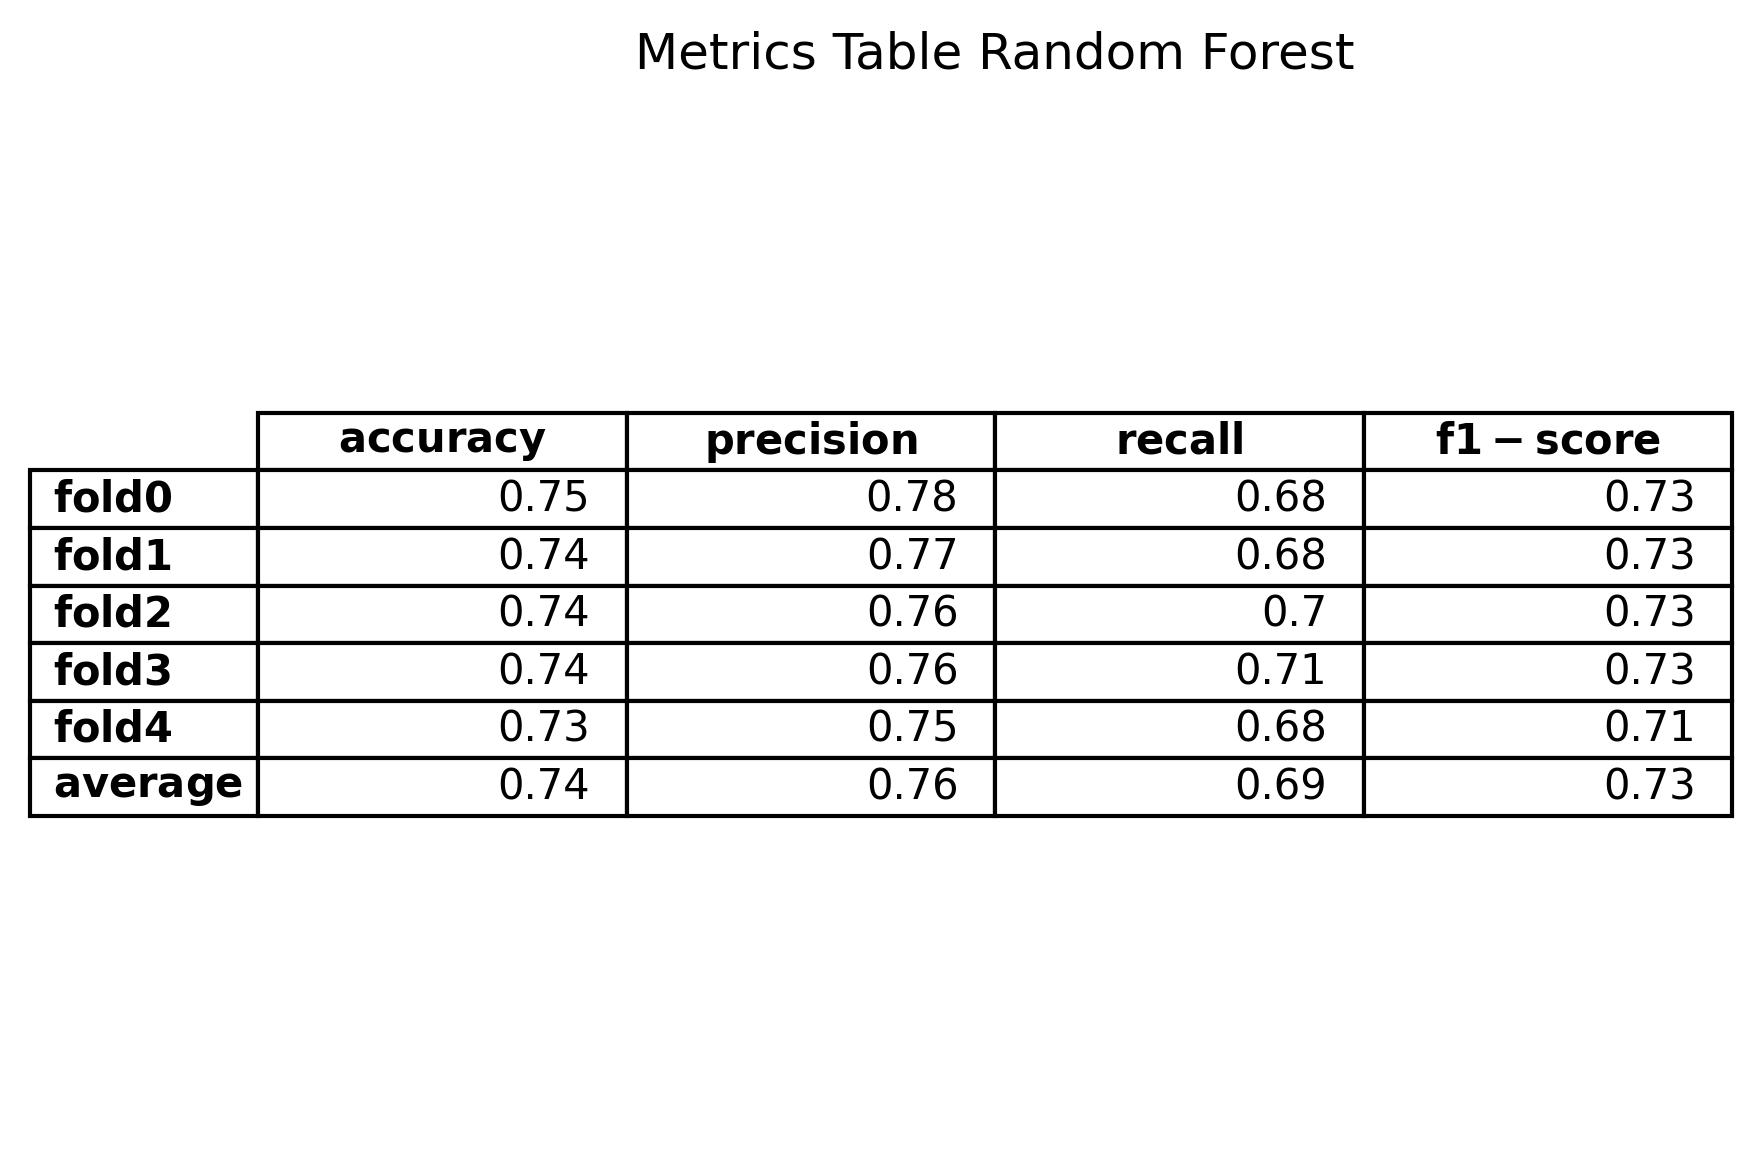 Metrics Table Random Forest
accuracy precision recall f1 − score
fold0 0.75 0.78 0.68 0.73
fold1 0.74 0.77 0.68 0.73
fold2 0.74 0.76 0.7 0.73
fold3 0.74 0.76 0.71 0.73
fold4 0.73 0.75 0.68 0.71
average 0.74 0.76 0.69 0.73